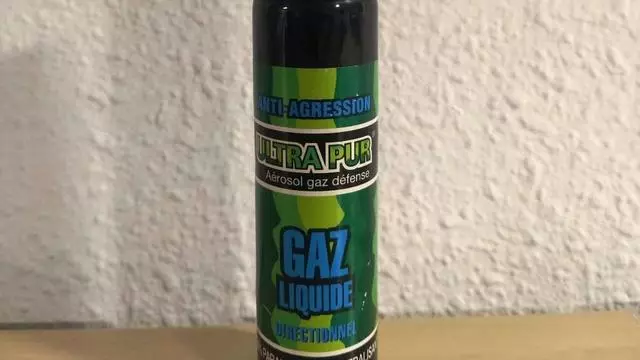 ANTI-AGRESSION
ULTRA PUR
Aérosol gaz défense
GAZ
LIQUIDE
DIRECTIONNEL